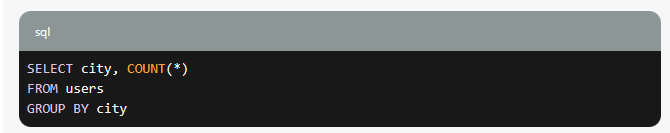 sql
SELECT city, COUNT(*)
FROM users
GROUP BY city